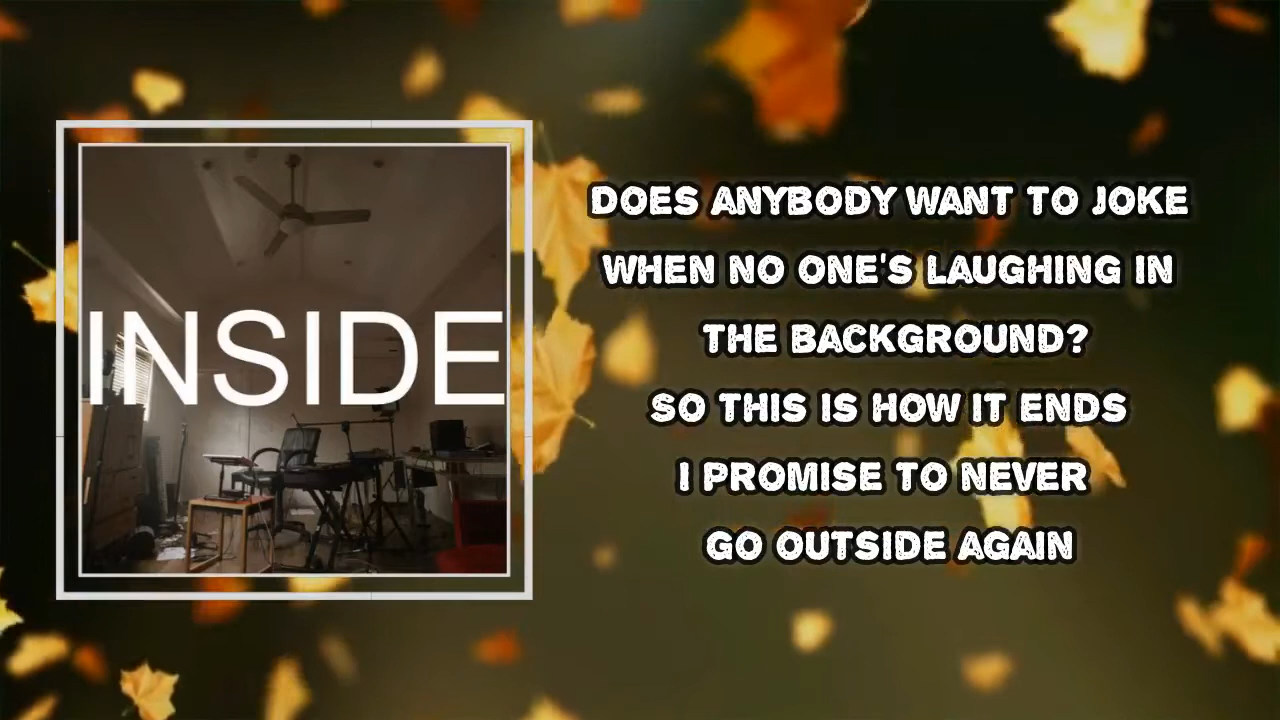 INSIDE
DOES ANYBODY WANT TO JOKE
WHEN NO ONE'S LAUGHING IN
THE BACKGROUND?
SO THIS IS HOW IT ENDS
I PROMISE TO NEVER
GO OUTSIDE AGAIN